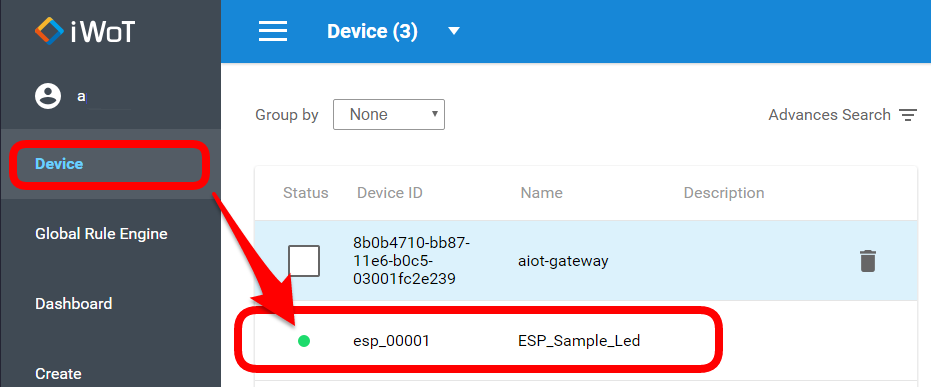 iWoT
Device (3)
a
Group by
None
Advances Search
Device
Status
Device ID
Name
Description
Global Rule Engine
8b0b4710-bb87-
11e6-b0c5-
03001fc2e239
aiot-gateway
Dashboard
esp_00001
ESP_Sample_Led
Create